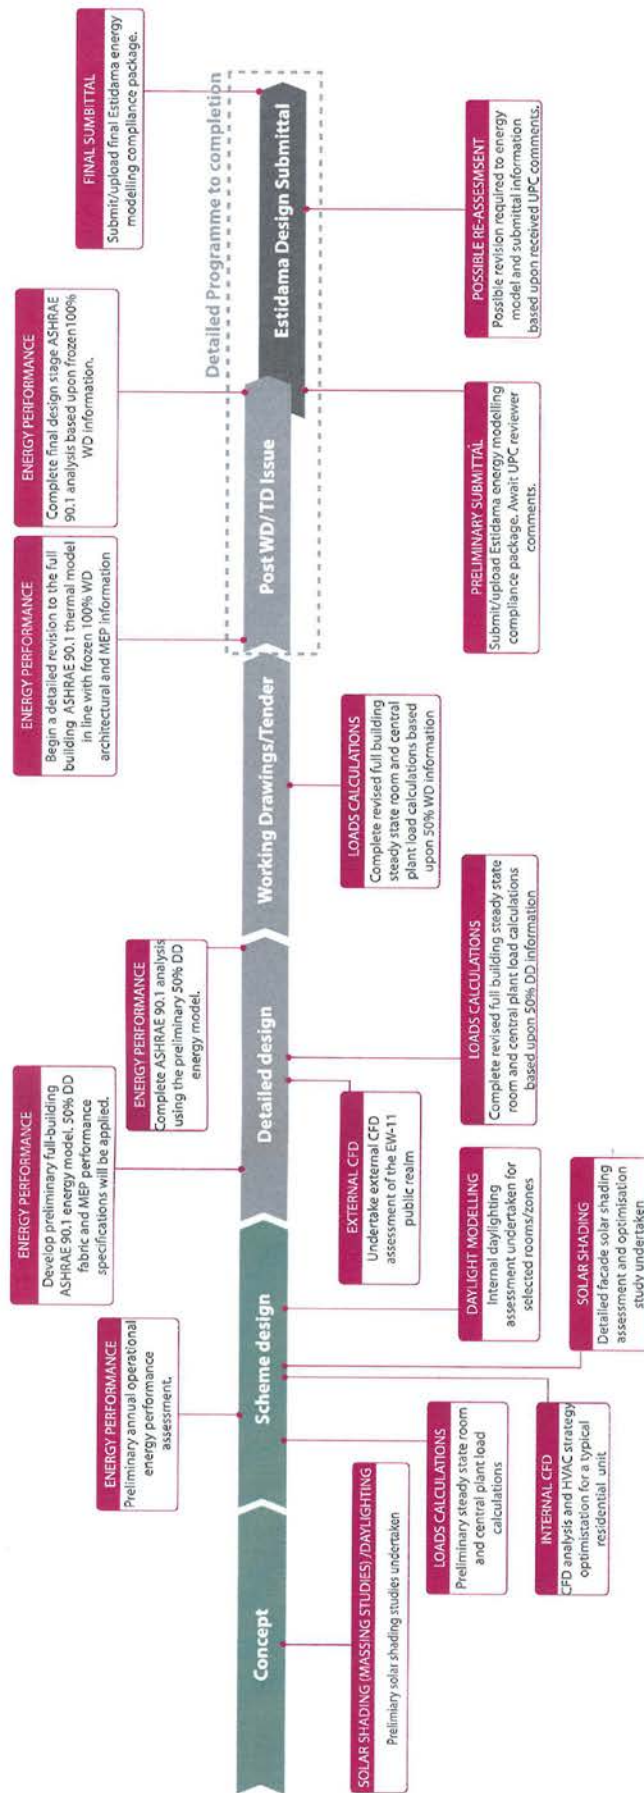 ENERGY PERFORMANCE
Preliminary annual operational
energy performance
assessment.
ENERGY PERFORMANCE
Develop preliminary full-building
ASHRAE 90.1 energy model. 50% DD
fabric and MEP performance
specifications will be applied.
ENERGY PERFORMANCE
Complete ASHRAE 90.1 analysis
using the preliminary 50% DD
energy model.
ENERGY PERFORMANCE
Begin a detailed revision to the full
building ASHRAE 90.1 thermal model
in line with frozen 100% WD
architectural and MEP information
ENERGY PERFORMANCE
Complete final design stage ASHRAE
90.1 analysis based upon frozen100%
WD information.
FINAL SUMBITTAL
Submit/upload final Estidama energy
modelling compliance package.
Detailed Programme to completion
Concept
Scheme design
Detailed design
Working Drawings/Tender
Post WD/TD Issue
Estidama Design Submittal
SOLAR SHADING (MASSING STUDIES) /DAYLIGHTING
Prelimiary solar shading studies undertaken
LOADS CALCULATIONS
Preliminary steady state room
and central plant load
calculations
INTERNAL CFD
CFD analysis and HVAC strategy
optimistation for a typical
residential unit
SOLAR SHADING
Detailed facade solar shading
assessment and optimisation
study undertaken
DAYLIGHT MODELLING
Internal daylighting
assessment undertaken for
selected rooms/zones
EXTERNAL CFD
Undertake external CFD
assessment of the EW-11
public realm
LOADS CALCULATIONS
Complete revised full building steady state
room and central plant load calculations
based upon 50% DD information
LOADS CALCULATIONS
Complete revised full building
steady state room and central
plant load calculations based
upon 50% WD information
PRELIMINARY SUBMITTAL
Submit/upload Estidama energy modelling
compliance package. Await UPC reviewer
comments.
POSSIBLE RE-ASSESMSENT
Possible revision required to energy
model and submittal information
based upon received UPC comments.